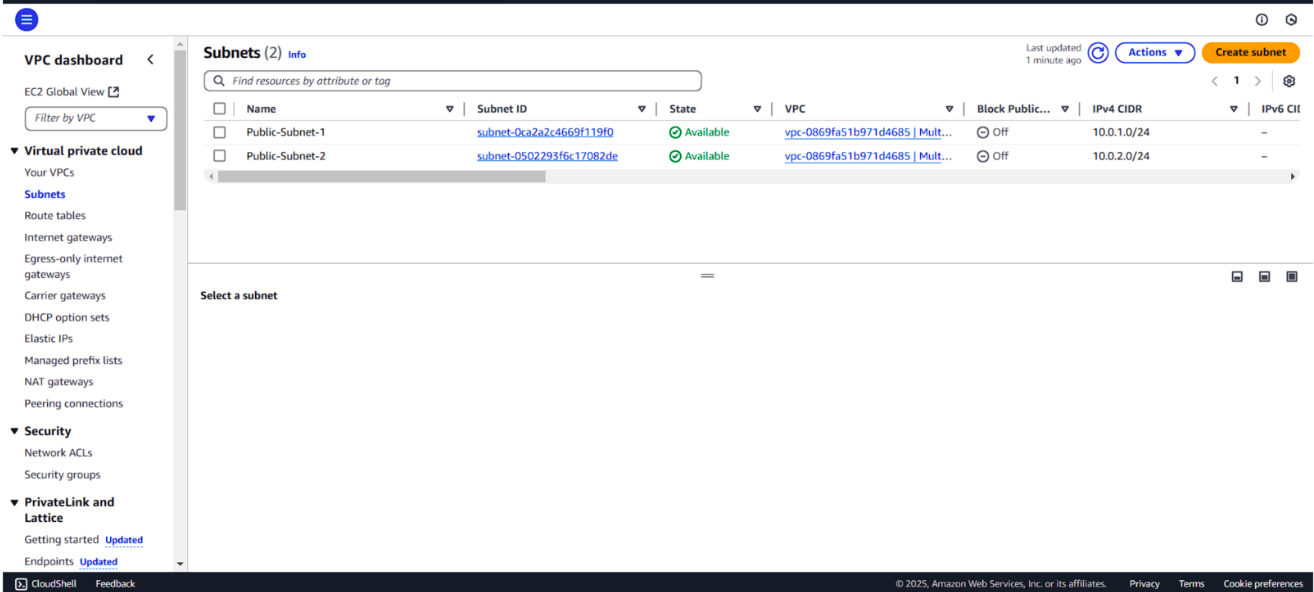 VPC dashboard
EC2 Global View
Filter by VPC
Virtual private cloud
Your VPCs
Subnets
Route tables
Internet gateways
Egress-only internet
gateways
Carrier gateways
DHCP option sets
Elastic IPs
Managed prefix lists
NAT gateways
Peering connections
Security
Network ACLs
Security groups
PrivateLink and
Lattice
Getting started Updated
Endpoints Updated
Subnets (2) Info
Last updated
1 minute ago
Actions
Create subnet
Find resources by attribute or tag
1
Name Subnet ID State VPC Block Public... IPv4 CIDR IPv6 CID
Public-Subnet-1 subnet-0ca2a2c4669f119f0 Available vpc-0869fa51b971d4685 | Mult... Off 10.0.1.0/24 –
Public-Subnet-2 subnet-0502293f6c17082de Available vpc-0869fa51b971d4685 | Mult... Off 10.0.2.0/24 –
Select a subnet
CloudShell Feedback © 2025, Amazon Web Services, Inc. or its affiliates. Privacy Terms Cookie preferences